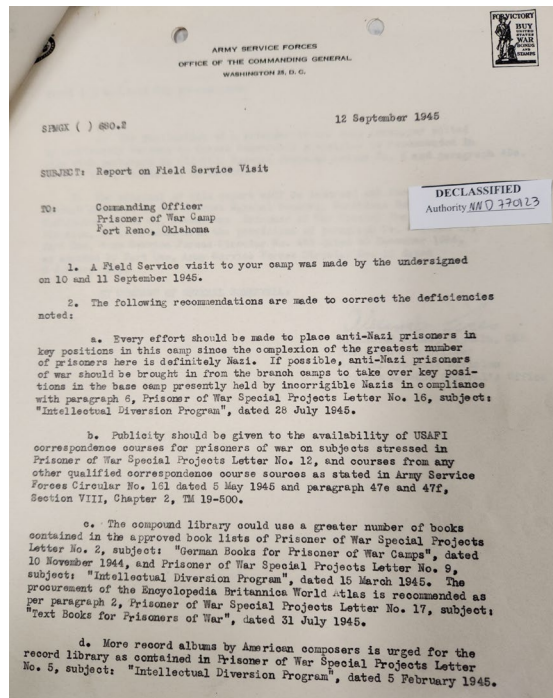 FOR VICTORY
BUY
UNITED
STATES
WAR
BONDS
AND
STAMPS
ARMY SERVICE FORCES
OFFICE OF THE COMMANDING GENERAL
WASHINGTON 25, D. C.
12 September 1945
SPMGX ( ) 680.2
SUBJECT: Report on Field Service Visit
DECLASSIFIED
Authority NND 770123
TO: Commanding Officer
Prisoner of War Camp
Fort Reno, Oklahoma
1. A Field Service visit to your camp was made by the undersigned
on 10 and 11 September 1945.
2. The following recommendations are made to correct the deficiencies
noted:
a. Every effort should be made to place anti-Nazi prisoners in
key positions in this camp since the complexion of the greatest number
of prisoners here is definitely Nazi. If possible, anti-Nazi prisoners
of war should be brought in from the branch camps to take over key posi-
tions in the base camp presently held by incorrigible Nazis in compliance
with paragraph 6, Prisoner of War Special Projects Letter No. 16, subject:
"Intellectual Diversion Program", dated 28 July 1945.
b. Publicity should be given to the availability of USAFI
correspondence courses for prisoners of war on subjects stressed in
Prisoner of War Special Projects Letter No. 12, and courses from any
other qualified correspondence course sources as stated in Army Service
Forces Circular No. 161 dated 5 May 1945 and paragraph 47e and 47f,
Section VIII, Chapter 2, TM 19-500.
c. The compound library could use a greater number of books
contained in the approved book lists of Prisoner of War Special Projects
Letter No. 2, subject: "German Books for Prisoner of War Camps", dated
10 November 1944, and Prisoner of War Special Projects Letter No. 9,
subject: "Intellectual Diversion Program", dated 15 March 1945. The
procurement of the Encyclopedia Britannica World Atlas is recommended as
per paragraph 2, Prisoner of War Special Projects Letter No. 17, subject:
"Text Books for Prisoners of War", dated 31 July 1945.
d. More record albums by American composers is urged for the
record library as contained in Prisoner of War Special Projects Letter
No. 5, subject: "Intellectual Diversion Program", dated 5 February 1945.